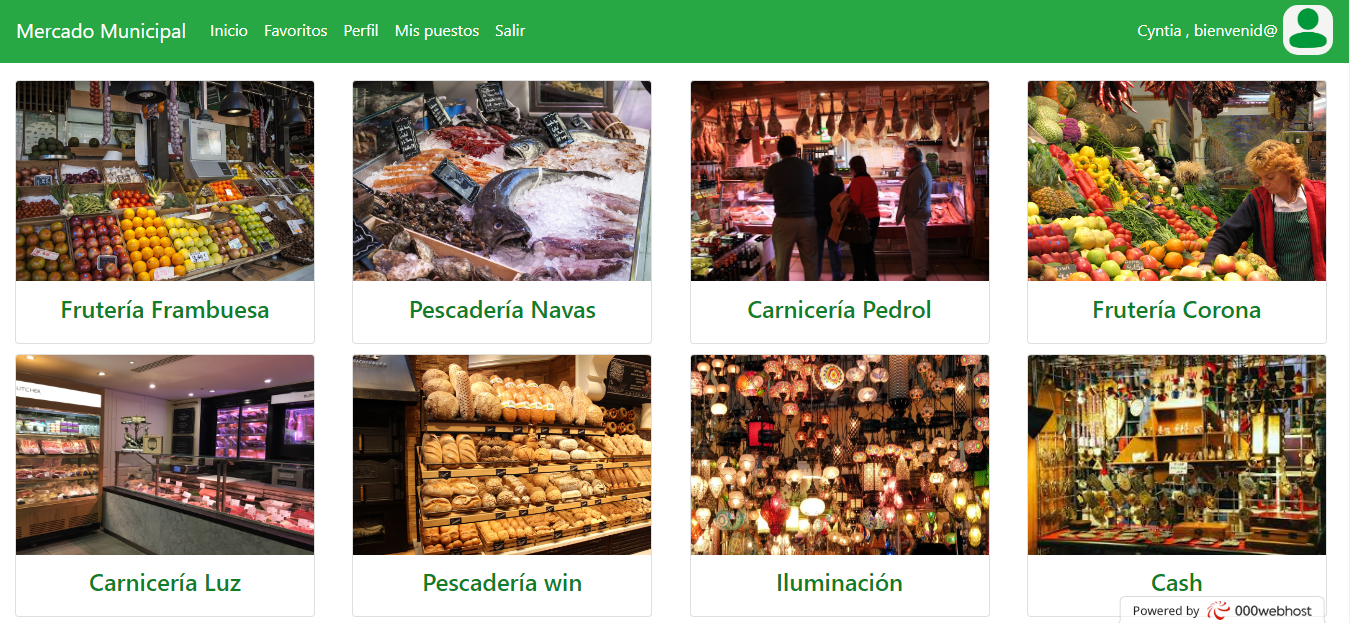 Mercado Municipal
Inicio
Favoritos
Perfil
Mis puestos
Salir
Cyntia , bienvenid@
Frutería Frambuesa
Pescadería Navas
Carnicería Pedrol
Frutería Corona
Carnicería Luz
Pescadería win
Iluminación
Cash
Powered by 000webhost